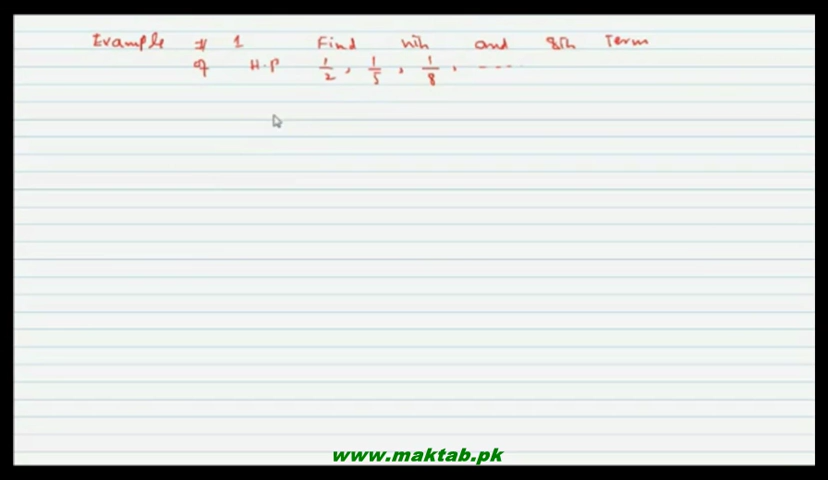 Example # 1 Find nth and 8th Term
of H.P 1/2, 1/5, 1/8, ....
www.maktab.pk